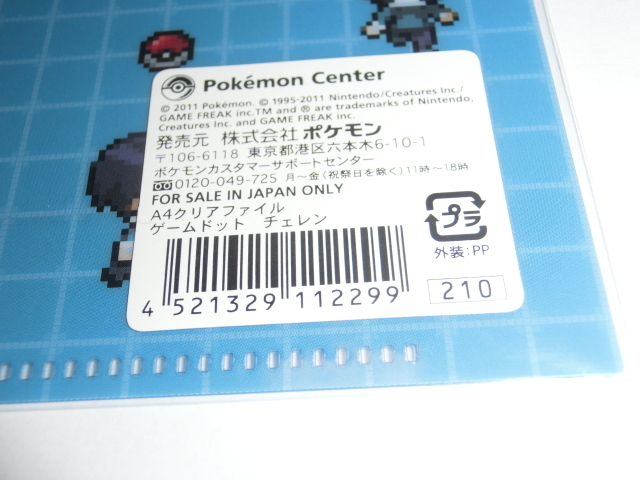 Pokémon Center
© 2011 Pokémon. © 1995-2011 Nintendo/Creatures Inc./
GAME FREAK inc.TM and ® are trademarks of Nintendo,
Creatures Inc. and GAME FREAK inc.
発売元 株式会社ポケモン
〒106-6118 東京都港区六本木6-10-1
ポケモンカスタマーサポートセンター
0120-049-725 月～金(祝祭日を除く)11時～18時
FOR SALE IN JAPAN ONLY
A4クリアファイル
ゲームドット チェレン
プラ
外装:PP
4 521329 112299
210